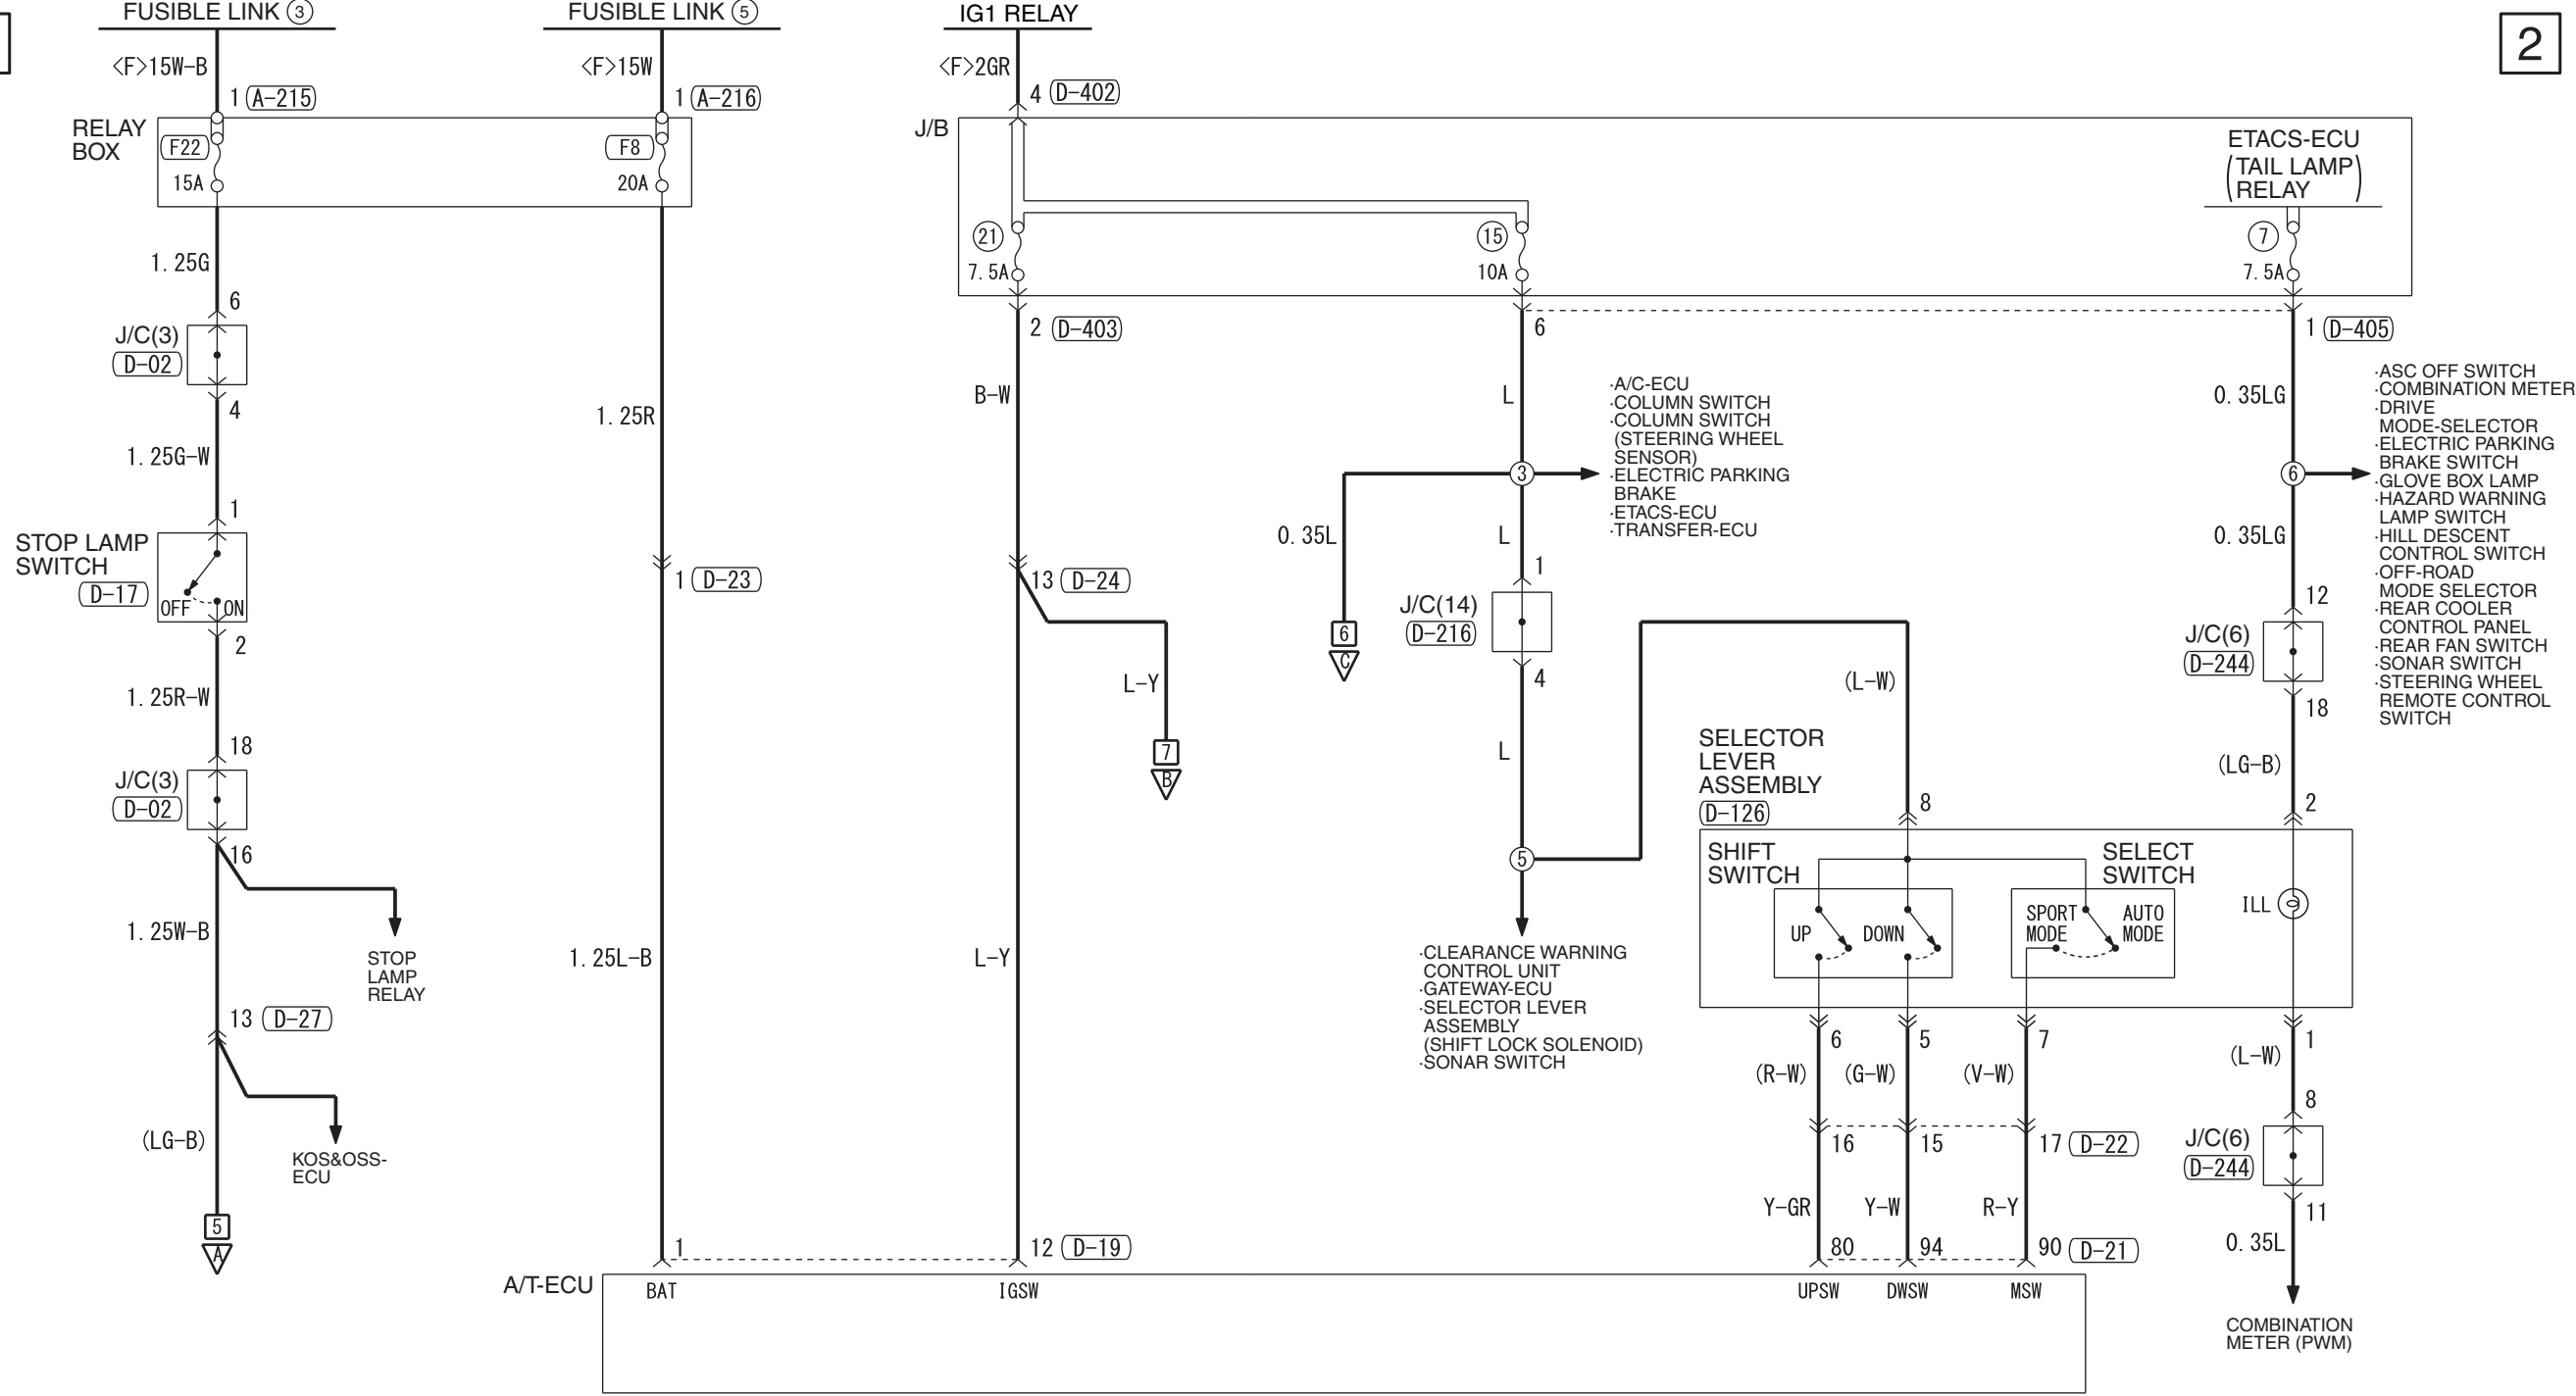 FUSIBLE LINK ③
FUSIBLE LINK ⑤
IG1 RELAY
2
<F>15W-B
<F>15W
<F>2GR
1 A-215
1 A-216
4 D-402
RELAY
BOX
F22
15A
F8
20A
J/B
21
7.5A
15
10A
ETACS-ECU
(TAIL LAMP
RELAY)
7
7.5A
1.25G
6
J/C(3)
D-02
4
1.25G-W
1
STOP LAMP
SWITCH
D-17
OFF
ON
2
1.25R-W
18
J/C(3)
D-02
16
1.25W-B
STOP
LAMP
RELAY
13 D-27
(LG-B)
KOS&OSS-
ECU
5
A
1.25R
1 D-23
1.25L-B
1
2 D-403
B-W
13 D-24
L-Y
7
B
L-Y
12 D-19
6
L
3
·A/C-ECU
·COLUMN SWITCH
·COLUMN SWITCH
(STEERING WHEEL
SENSOR)
·ELECTRIC PARKING
BRAKE
·ETACS-ECU
·TRANSFER-ECU
0.35L
6
C
L
1
J/C(14)
D-216
4
L
5
·CLEARANCE WARNING
CONTROL UNIT
·GATEWAY-ECU
·SELECTOR LEVER
ASSEMBLY
(SHIFT LOCK SOLENOID)
·SONAR SWITCH
(L-W)
SELECTOR
LEVER
ASSEMBLY
D-126
8
SHIFT
SWITCH
SELECT
SWITCH
UP
DOWN
SPORT
MODE
AUTO
MODE
ILL
6
5
7
(R-W)
(G-W)
(V-W)
16
15
17 D-22
Y-GR
Y-W
R-Y
80
94
90 D-21
1 D-405
0.35LG
6
·ASC OFF SWITCH
·COMBINATION METER
·DRIVE
MODE-SELECTOR
·ELECTRIC PARKING
BRAKE SWITCH
·GLOVE BOX LAMP
·HAZARD WARNING
LAMP SWITCH
·HILL DESCENT
CONTROL SWITCH
·OFF-ROAD
MODE SELECTOR
·REAR COOLER
CONTROL PANEL
·REAR FAN SWITCH
·SONAR SWITCH
·STEERING WHEEL
REMOTE CONTROL
SWITCH
0.35LG
12
J/C(6)
D-244
18
(LG-B)
2
1
(L-W)
8
J/C(6)
D-244
11
0.35L
COMBINATION
METER (PWM)
A/T-ECU
BAT
IGSW
UPSW
DWSW
MSW